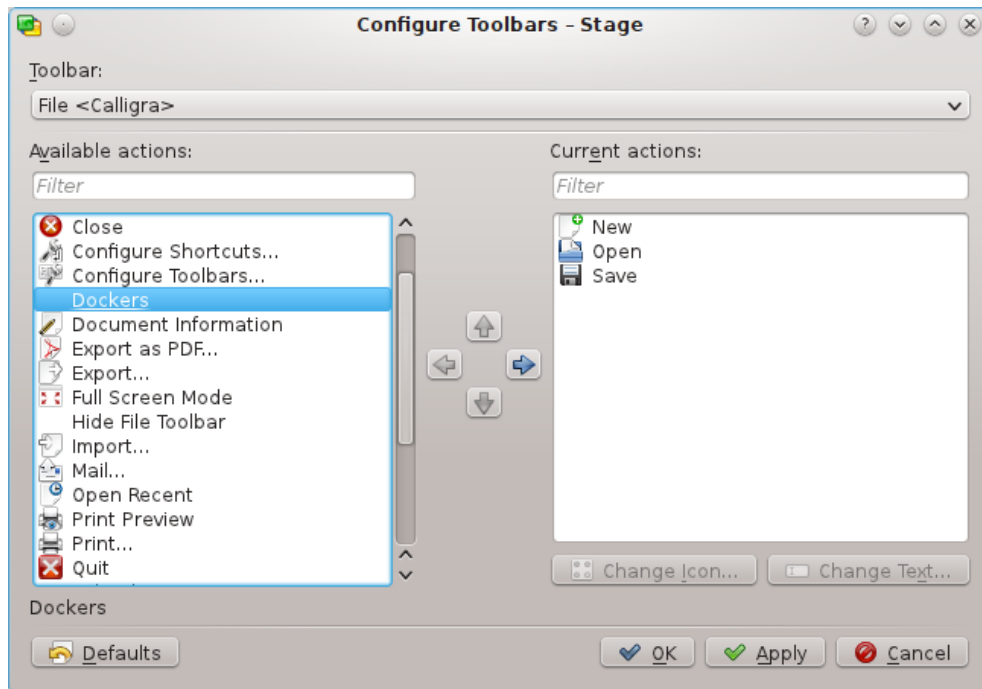 Configure Toolbars – Stage
Toolbar:
File <Calligra>
Available actions:
Filter
Close
Configure Shortcuts...
Configure Toolbars...
Dockers
Document Information
Export as PDF...
Export...
Full Screen Mode
Hide File Toolbar
Import...
Mail...
Open Recent
Print Preview
Print...
Quit
Current actions:
Filter
New
Open
Save
Change Icon...
Change Text...
Dockers
Defaults
OK
Apply
Cancel